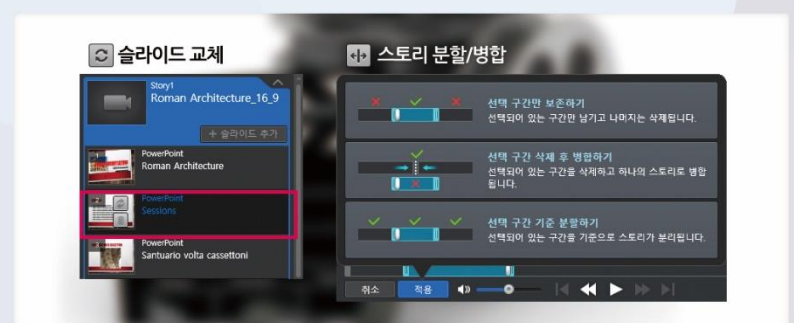 슬라이드 교체
Story1
Roman Architecture_16_9
+ 슬라이드 추가
PowerPoint
Roman Architecture
PowerPoint
Sessions
PowerPoint
Santuario volta cassettoni
스토리 분할/병합
선택 구간만 보존하기
선택되어 있는 구간만 남기고 나머지는 삭제됩니다.
선택 구간 삭제 후 병합하기
선택되어 있는 구간을 삭제하고 하나의 스토리로 병합
됩니다.
선택 구간 기준 분할하기
선택되어 있는 구간을 기준으로 스토리가 분리됩니다.
취소
적용